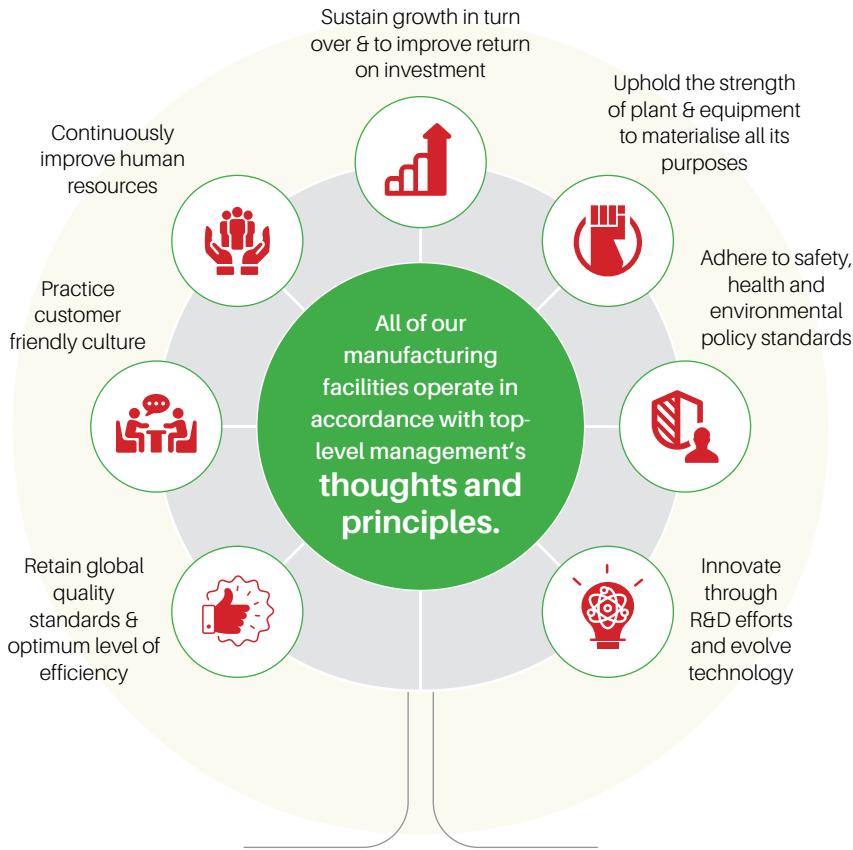 Sustain growth in turn
over & to improve return
on investment
Uphold the strength
of plant & equipment
to materialise all its
purposes
Continuously
improve human
resources
Adhere to safety,
health and
environmental
policy standards
Practice
customer
friendly culture
All of our
manufacturing
facilities operate in
accordance with top-
level management’s
thoughts and
principles.
Retain global
quality
standards &
optimum level of
efficiency
Innovate
through
R&D efforts
and evolve
technology